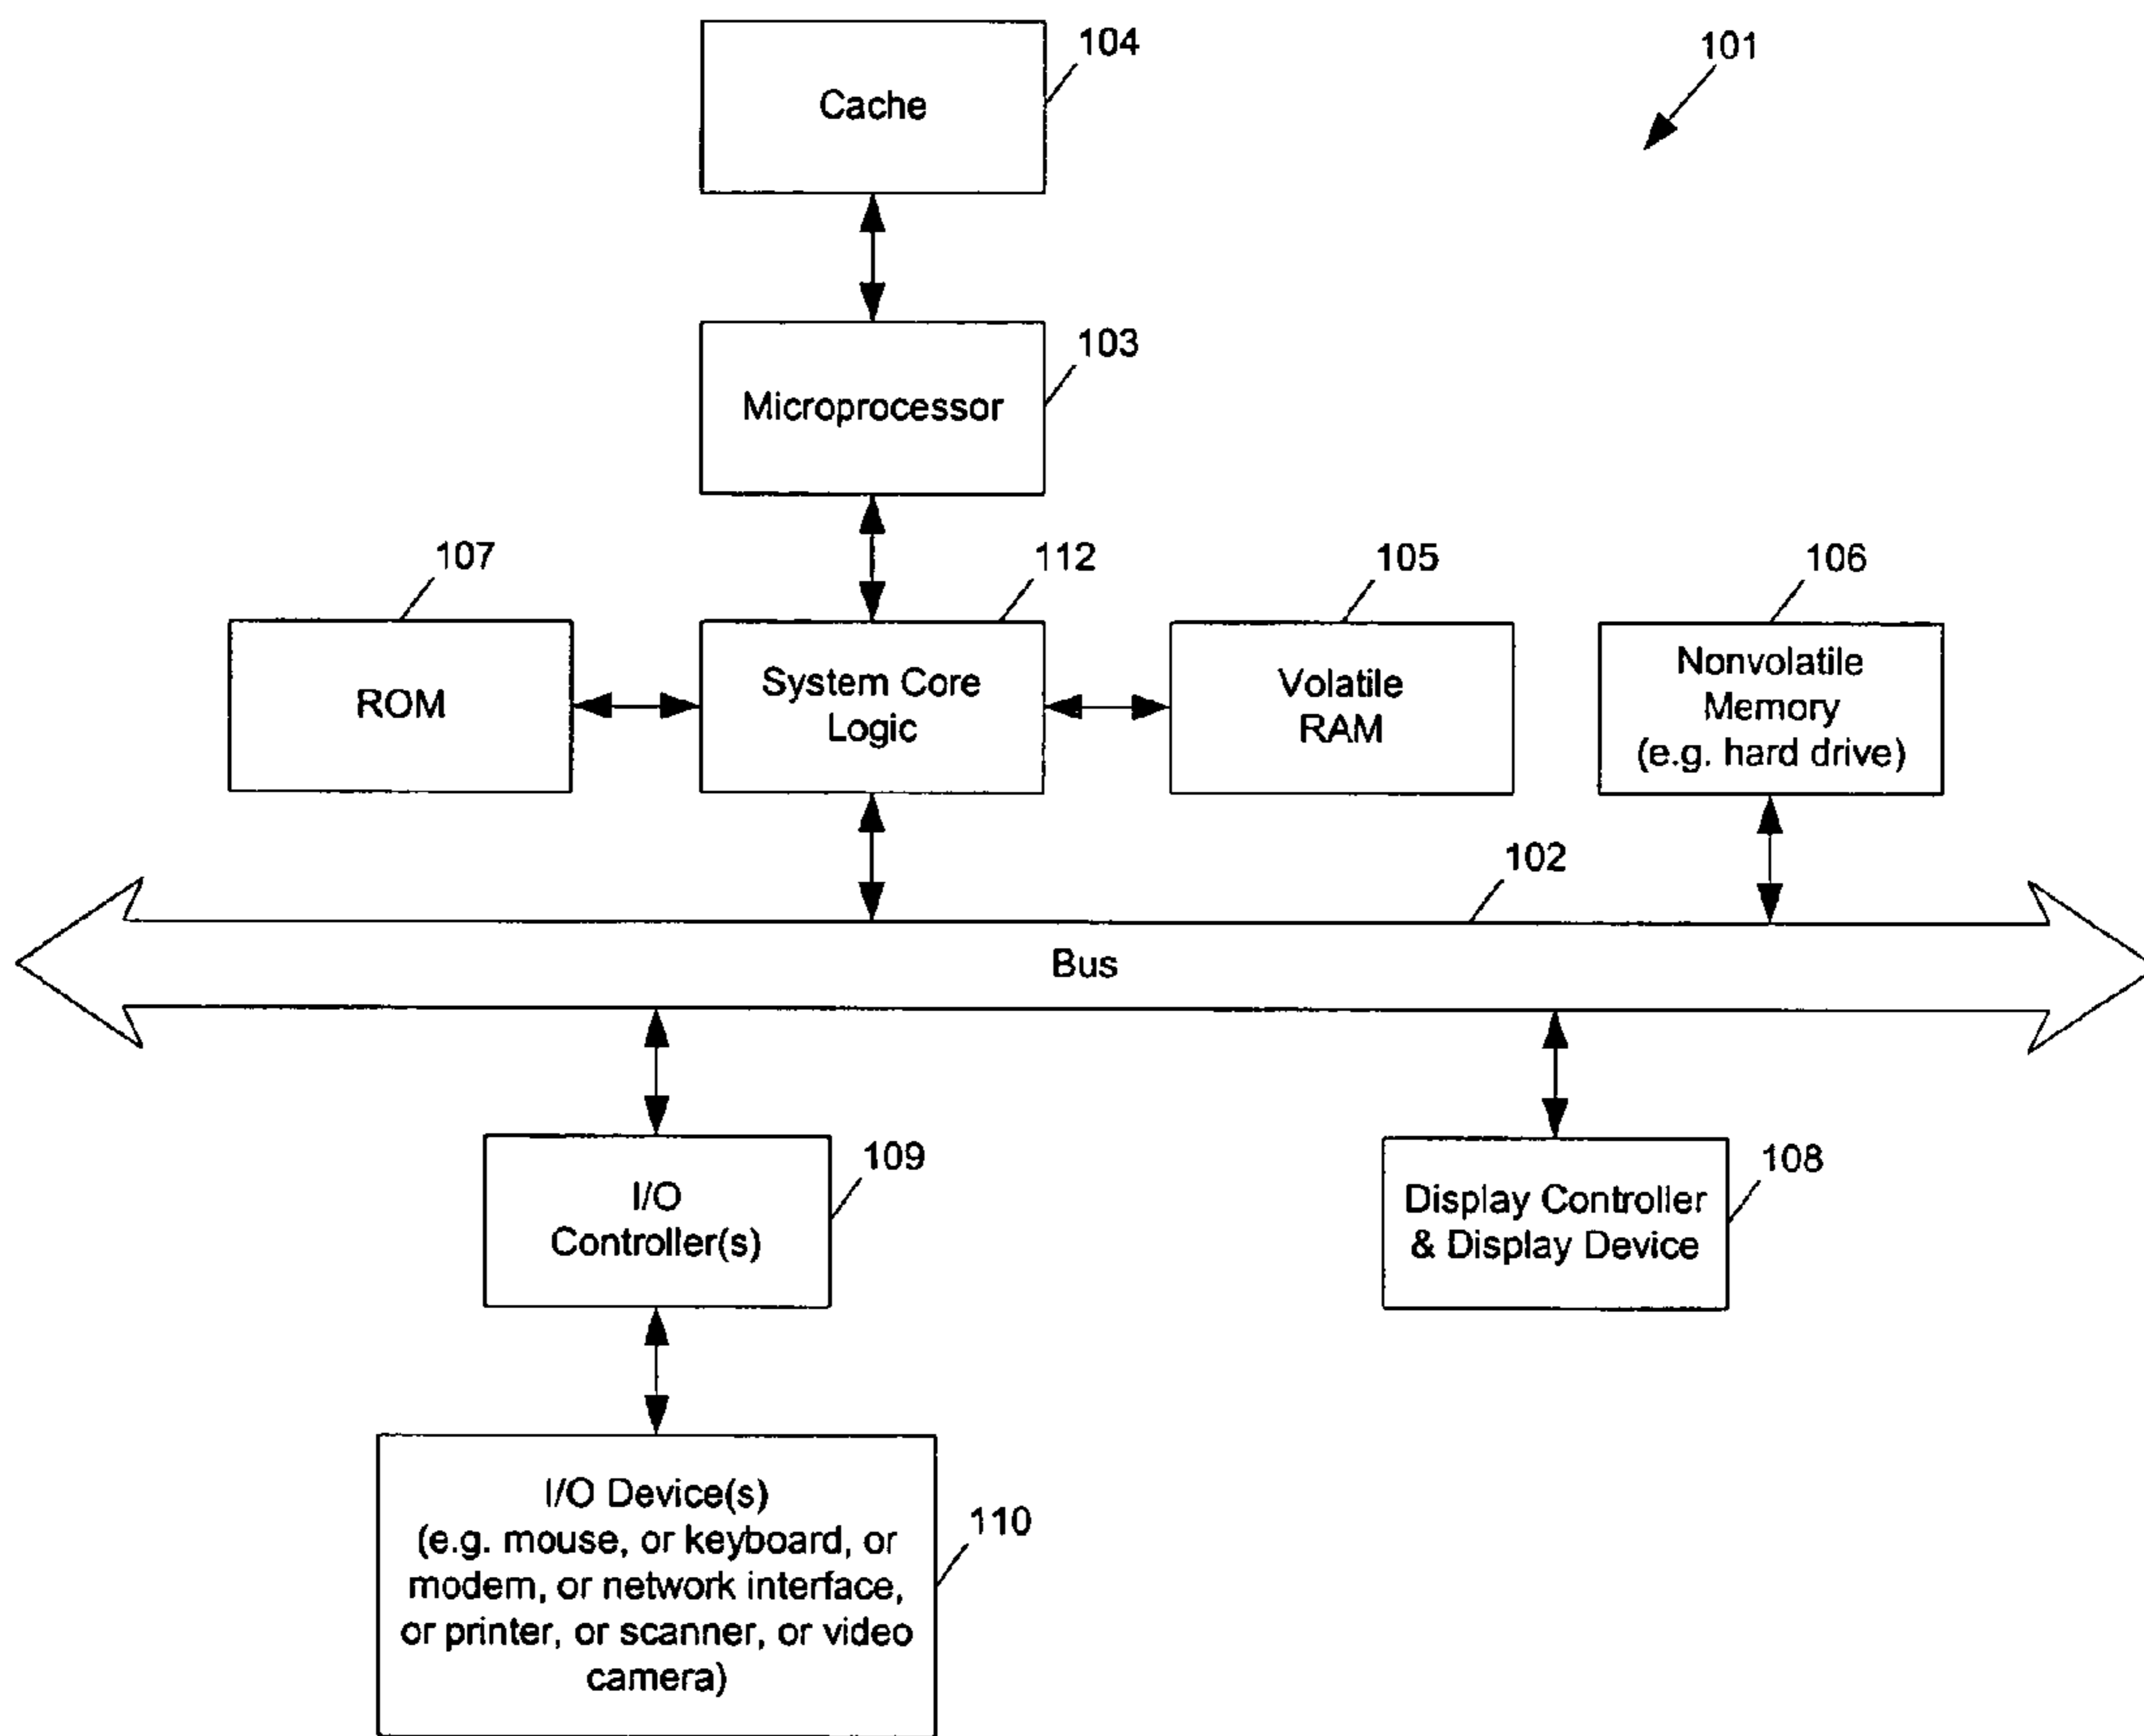 104
101
Cache
103
Microprocessor
107
112
105
106
ROM
System Core
Logic
Volatile
RAM
Nonvolatile
Memory
(e.g. hard drive)
102
Bus
109
I/O
Controller(s)
108
Display Controller
& Display Device
110
I/O Device(s)
(e.g. mouse, or keyboard, or
modem, or network interface,
or printer, or scanner, or video
camera)